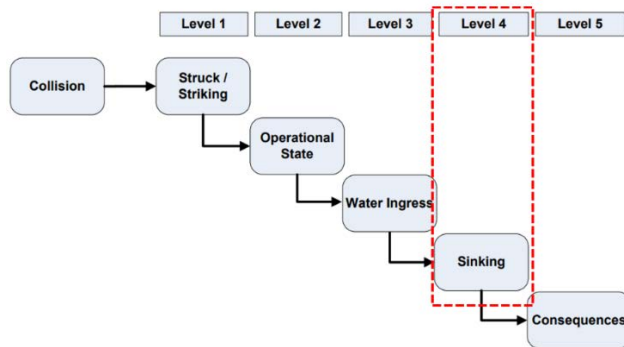 Level 1
Level 2
Level 3
Level 4
Level 5
Collision
Struck /
Striking
Operational
State
Water Ingress
Sinking
Consequences